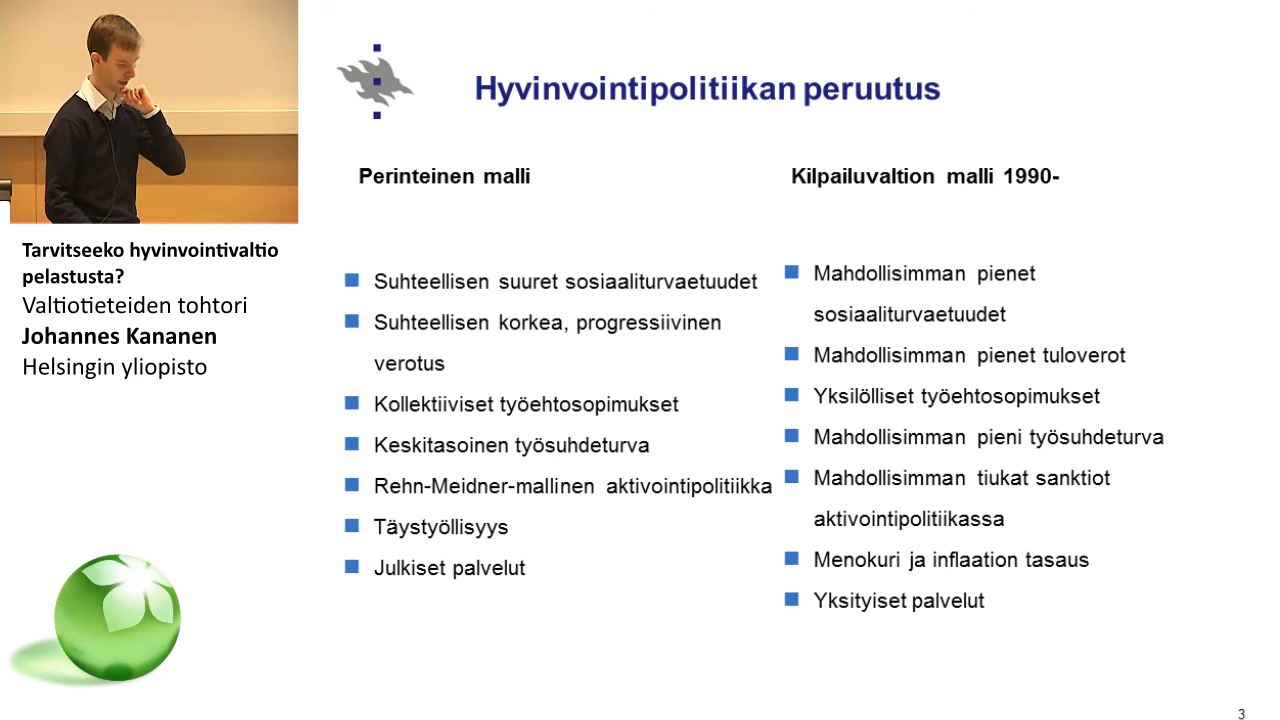 Hyvinvointipolitiikan peruutus
Perinteinen malli
Suhteellisen suuret sosiaaliturvaetuudet
Suhteellisen korkea, progressiivinen
verotus
Kollektiiviset työehtosopimukset
Keskitasoinen työsuhdeturva
Rehn-Meidner-mallinen aktivointipolitiikka
Täystyöllisyys
Julkiset palvelut
Kilpailuvaltion malli 1990-
Mahdollisimman pienet
sosiaaliturvaetuudet
Mahdollisimman pienet tuloverot
Yksilölliset työehtosopimukset
Mahdollisimman pieni työsuhdeturva
Mahdollisimman tiukat sanktiot
aktivointipolitiikassa
Menokuri ja inflaation tasaus
Yksityiset palvelut
Tarvitseeko hyvinvointivaltio
pelastusta?
Valtiotieteiden tohtori
Johannes Kananen
Helsingin yliopisto
3